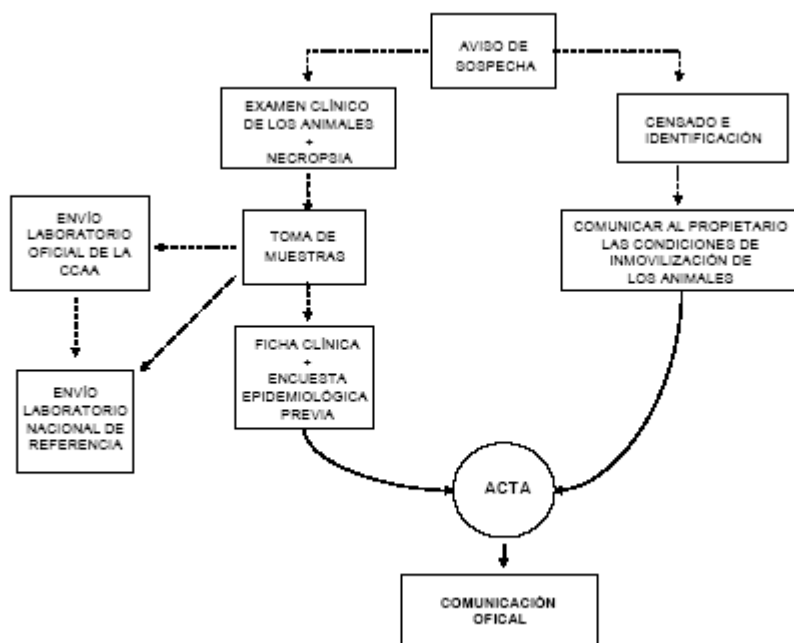 AVISO DE
SOSPECHA
EXAMEN CLÍNICO
DE LOS ANIMALES
+
NECROPSIA
CENSADO E
IDENTIFICACIÓN
ENVÍO
LABORATORIO
OFICIAL DE LA
CCAA
TOMA DE
MUESTRAS
COMUNICAR AL PROPIETARIO
LAS CONDICIONES DE
INMOVILIZACIÓN DE
LOS ANIMALES
FICHA CLÍNICA
+
ENCUESTA
EPIDEMIOLÓGICA
PREVIA
ENVÍO
LABORATORIO
NACIONAL DE
REFERENCIA
ACTA
COMUNICACIÓN
OFICAL